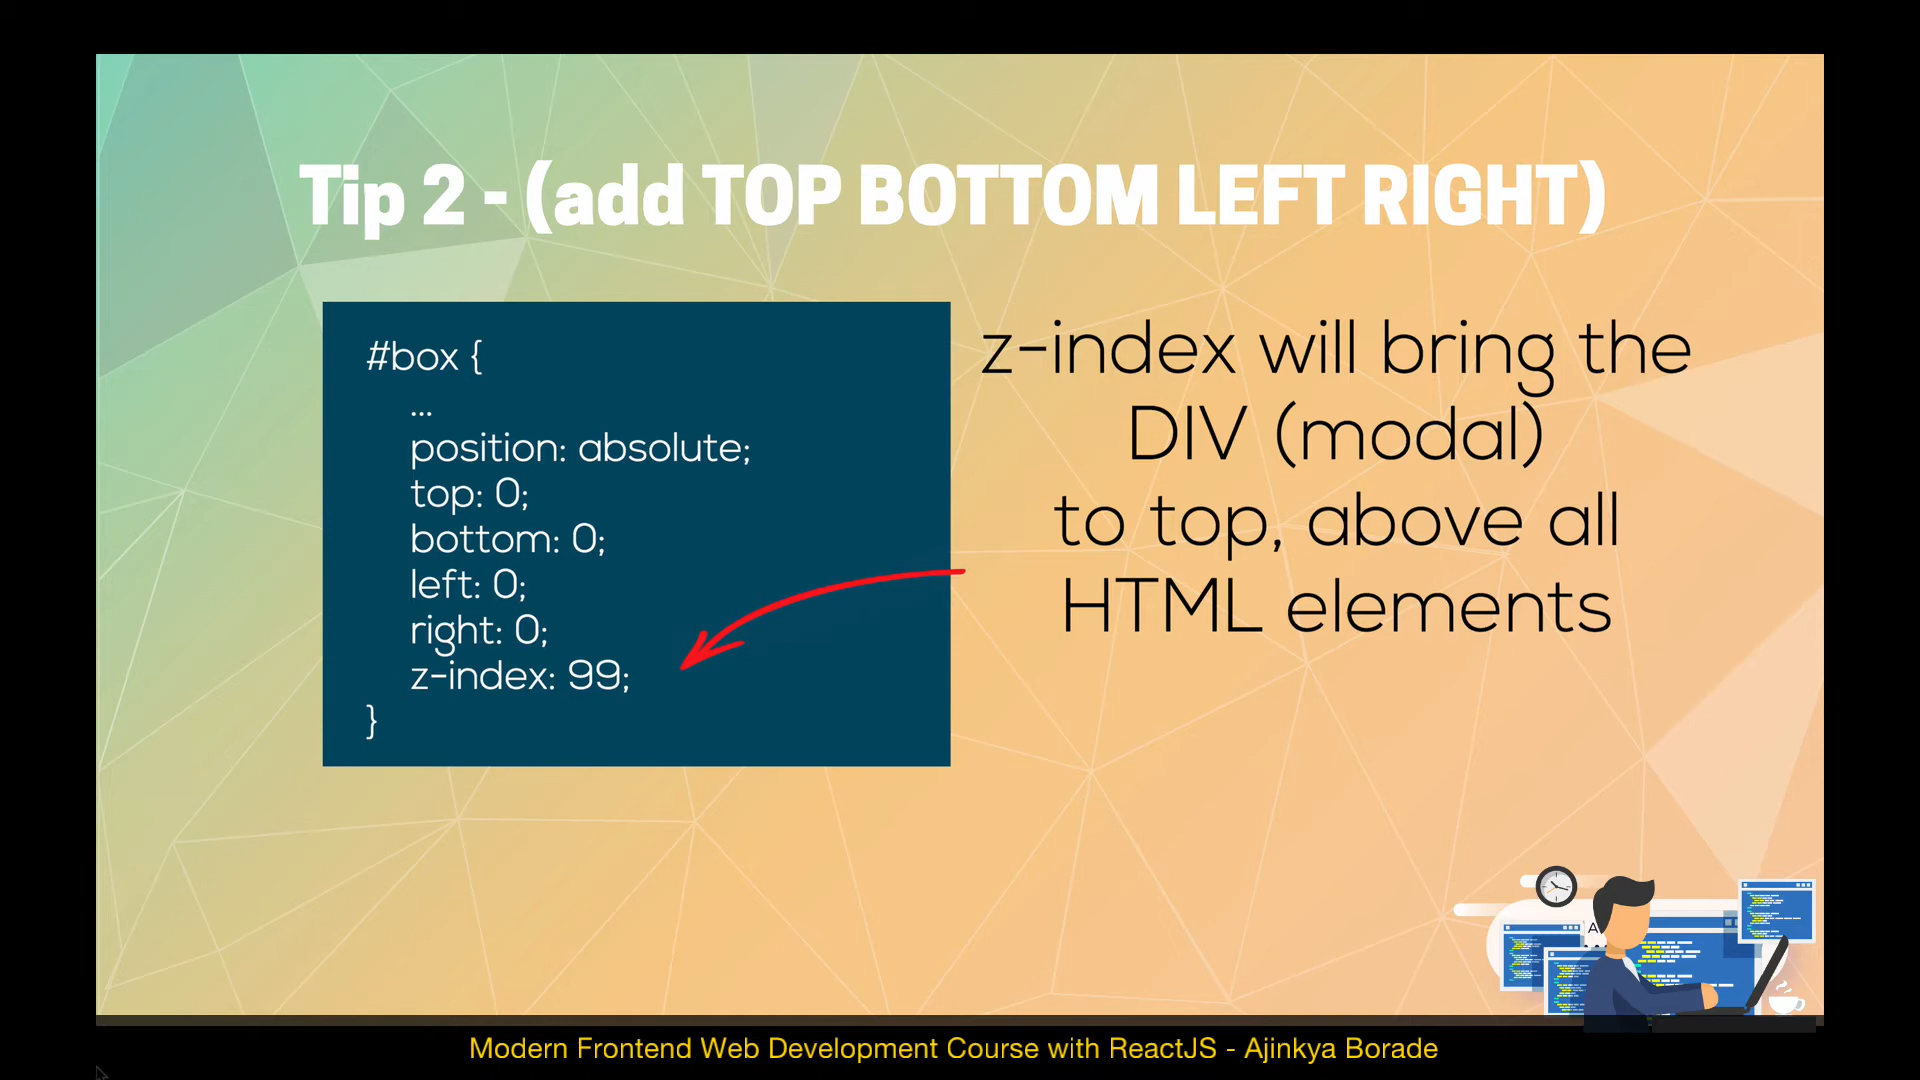 Tip 2 - (add TOP BOTTOM LEFT RIGHT)
#box {
...
position: absolute;
top: 0;
bottom: 0;
left: 0;
right: 0;
z-index: 99;
}
z-index will bring the
DIV (modal)
to top, above all
HTML elements
Modern Frontend Web Development Course with ReactJS - Ajinkya Borade